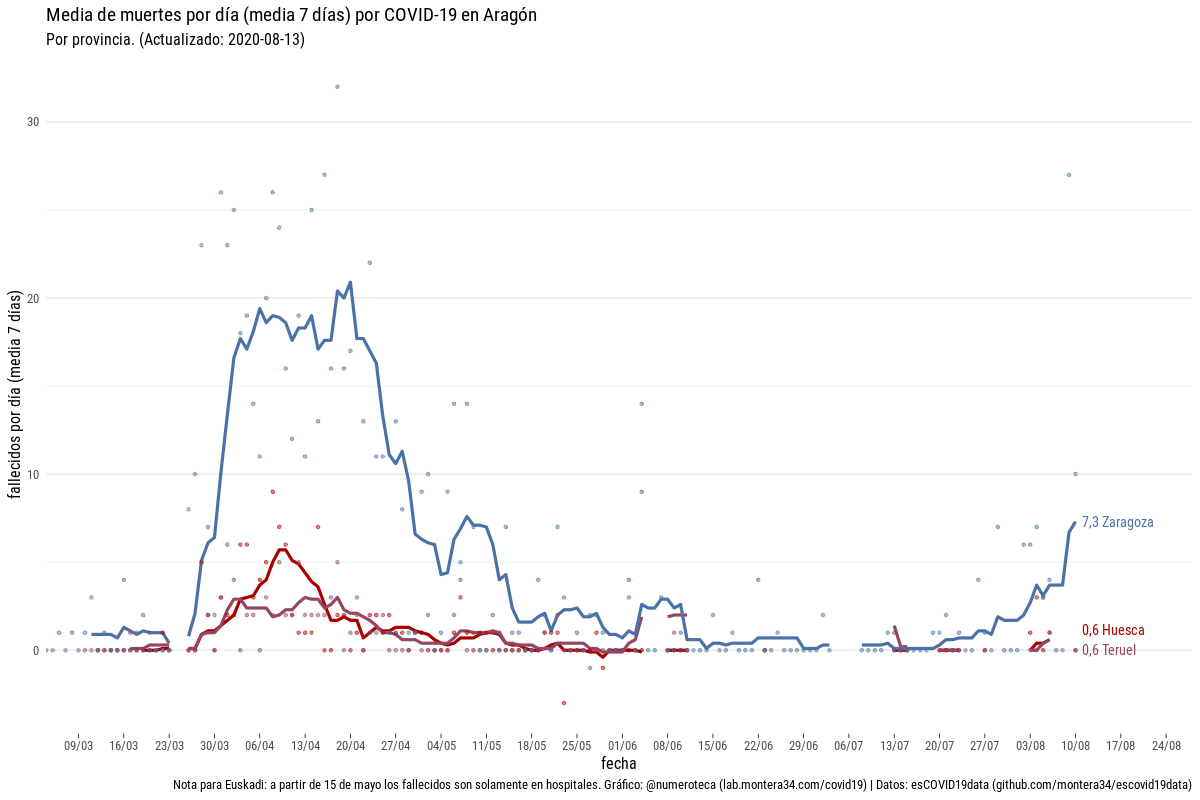 Media de muertes por día (media 7 días) por COVID-19 en Aragón
Por provincia. (Actualizado: 2020-08-13)
fallecidos por día (media 7 días)
30
20
10
0
7,3 Zaragoza
0,6 Huesca
0,6 Teruel
09/03 16/03 23/03 30/03 06/04 13/04 20/04 27/04 04/05 11/05 18/05 25/05 01/06 08/06 15/06 22/06 29/06 06/07 13/07 20/07 27/07 03/08 10/08 17/08 24/08
fecha
Nota para Euskadi: a partir de 15 de mayo los fallecidos son solamente en hospitales. Gráfico: @numeroteca (lab.montera34.com/covid19) | Datos: esCOVID19data (github.com/montera34/escovid19data)